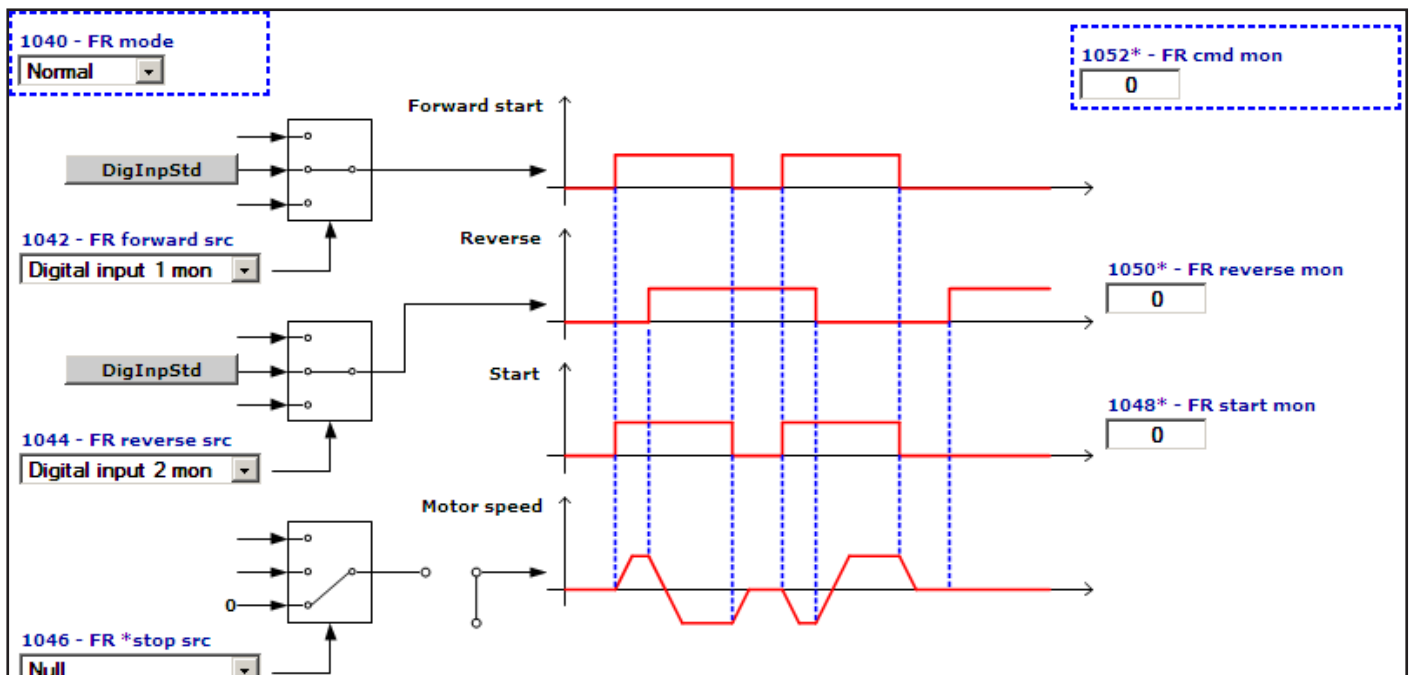 1040 - FR mode
Normal
1052* - FR cmd mon
0
Forward start
DigInpStd
1042 - FR forward src
Digital input 1 mon
Reverse
1050* - FR reverse mon
0
DigInpStd
Start
1048* - FR start mon
0
1044 - FR reverse src
Digital input 2 mon
Motor speed
0
1046 - FR *stop src
Null